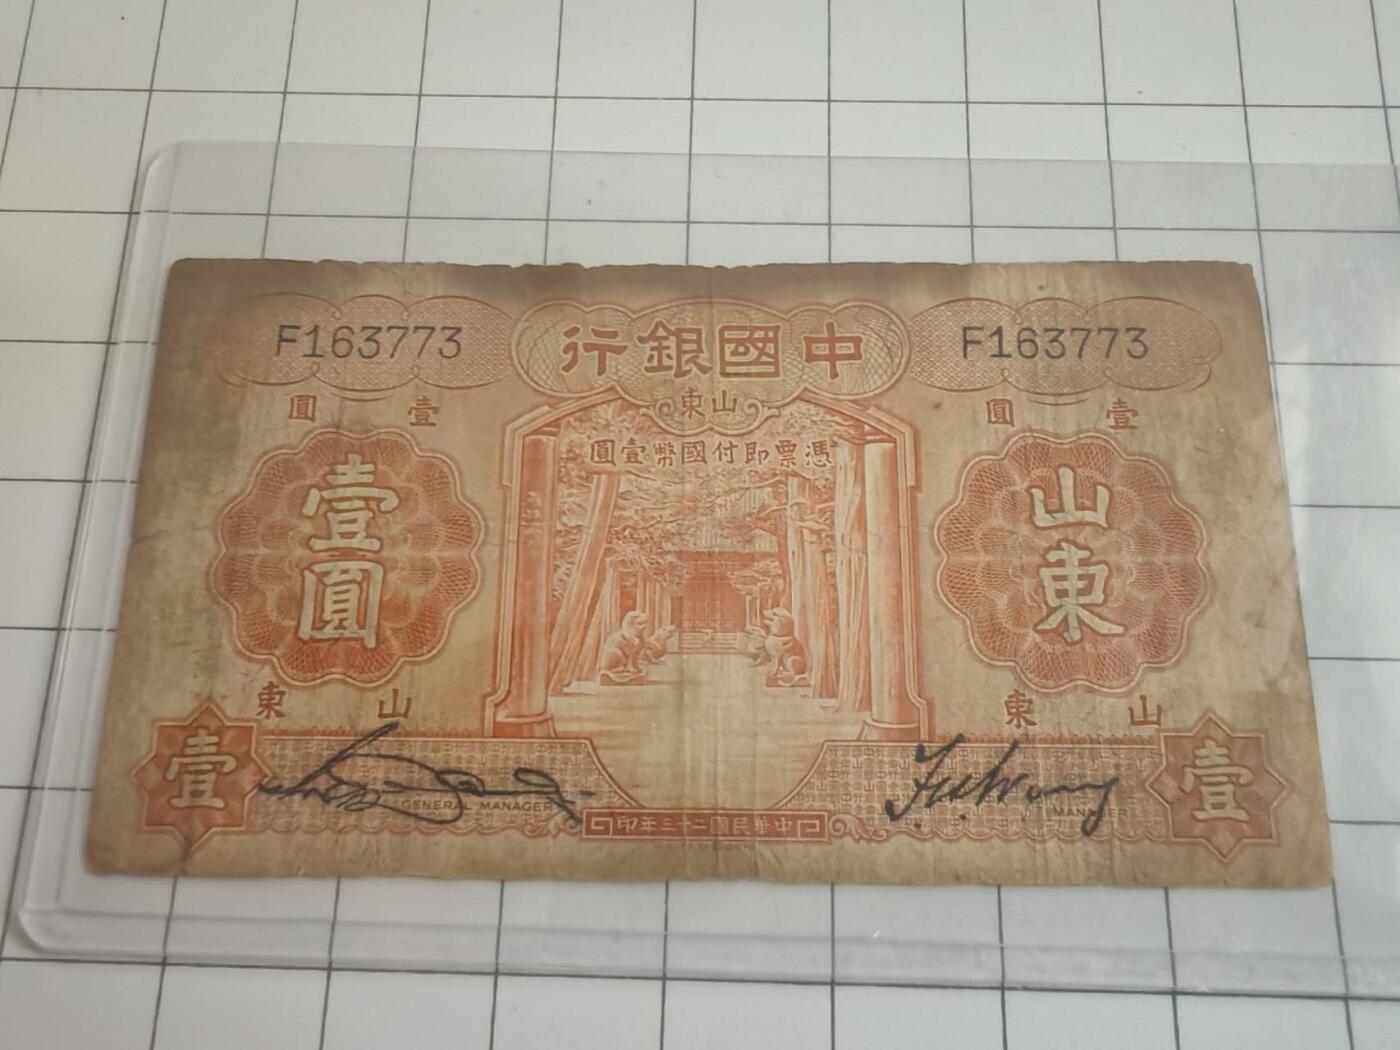 F163773
中國銀行
F163773
山東
壹圓
壹圓
憑票即付國幣壹圓
山東
壹圓
山東
山東
壹
壹
GENERAL MANAGER
MANAGER
中華民國二十三年印